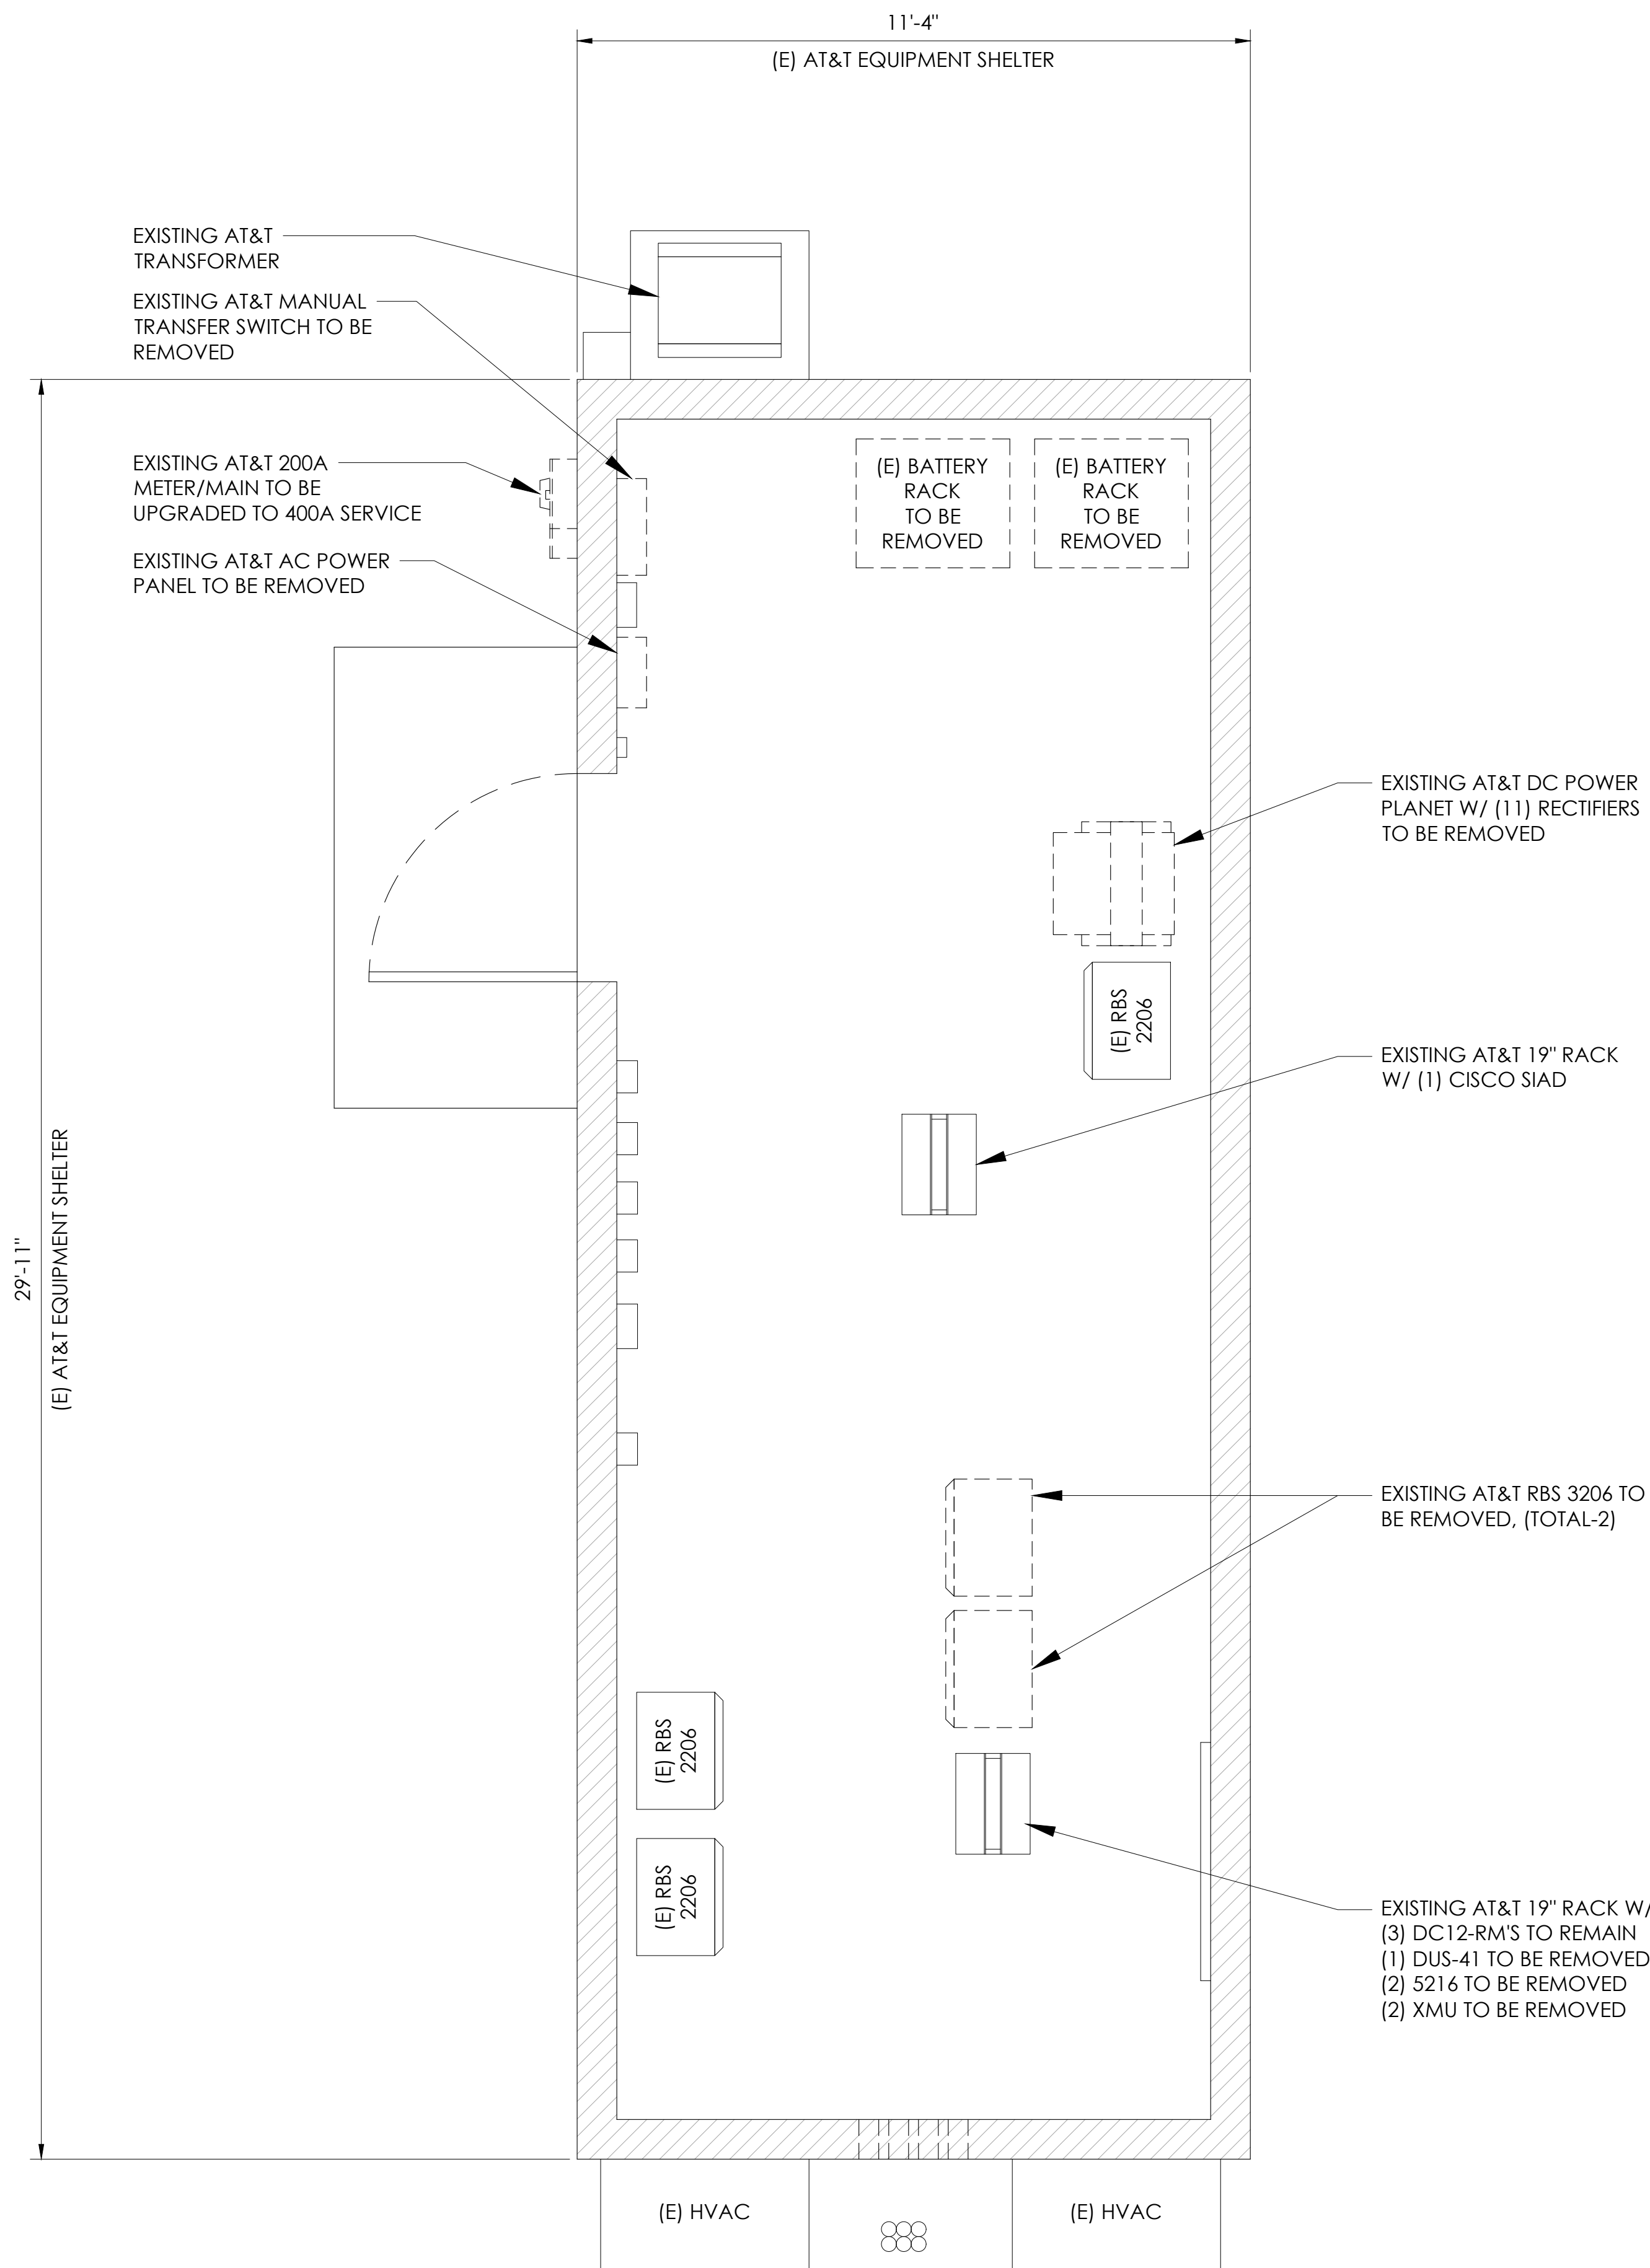 11'-4"
(E) AT&T EQUIPMENT SHELTER
EXISTING AT&T
TRANSFORMER
EXISTING AT&T MANUAL
TRANSFER SWITCH TO BE
REMOVED
EXISTING AT&T 200A
METER/MAIN TO BE
UPGRADED TO 400A SERVICE
EXISTING AT&T AC POWER
PANEL TO BE REMOVED
(E) BATTERY
RACK
TO BE
REMOVED
(E) BATTERY
RACK
TO BE
REMOVED
EXISTING AT&T DC POWER
PLANET W/ (11) RECTIFIERS
TO BE REMOVED
(E) RBS
2206
EXISTING AT&T 19" RACK
W/ (1) CISCO SIAD
29'-11"
(E) AT&T EQUIPMENT SHELTER
EXISTING AT&T RBS 3206 TO
BE REMOVED, (TOTAL-2)
(E) RBS
2206
(E) RBS
2206
EXISTING AT&T 19" RACK W/
(3) DC12-RM'S TO REMAIN
(1) DUS-41 TO BE REMOVED
(2) 5216 TO BE REMOVED
(2) XMU TO BE REMOVED
(E) HVAC
(E) HVAC